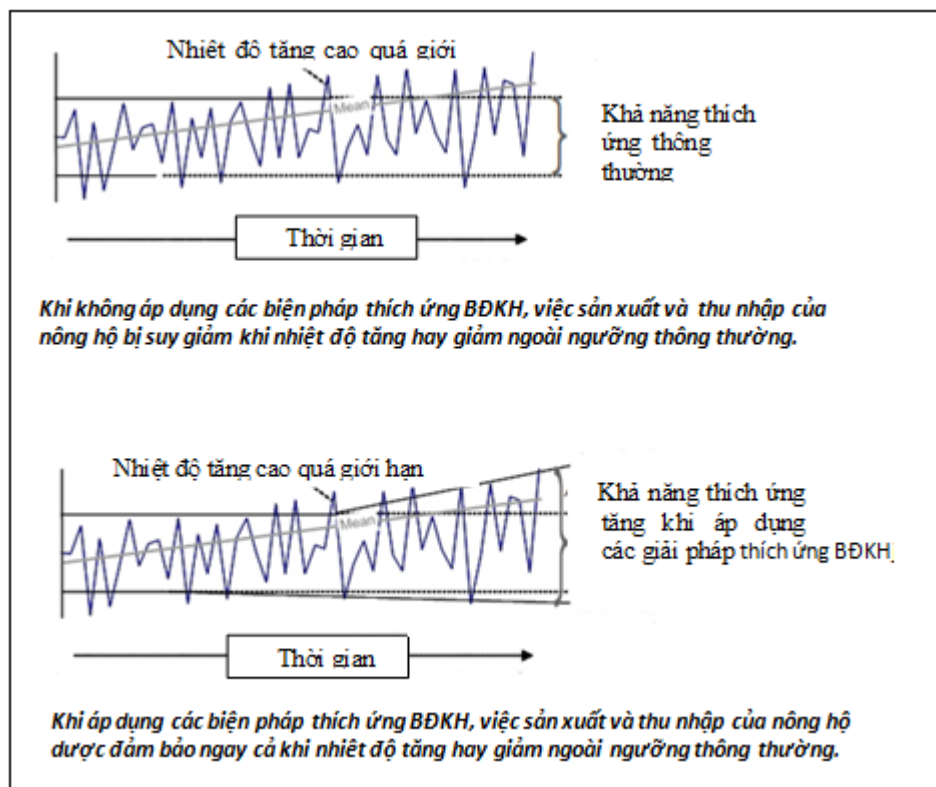 Nhiêt độ tăng cao quá giới
Mean
Khả năng thích
ứng thông
thường
Thời gian
Khi không áp dụng các biện pháp thích ứng BĐKH, việc sản xuất và thu nhập của
nông hộ bị suy giảm khi nhiệt độ tăng hay giảm ngoài ngưỡng thông thường.
Nhiệt độ tăng cao quá giới hạn
Mean
Khả năng thích ứng
tăng khi áp dụng
các giải pháp thích ứng BĐKH
Thời gian
Khi áp dụng các biện pháp thích ứng BĐKH, việc sản xuất và thu nhập của nông hộ
dược đảm bảo ngay cả khi nhiêt độ tăng hay giảm ngoài ngưỡng thông thường.